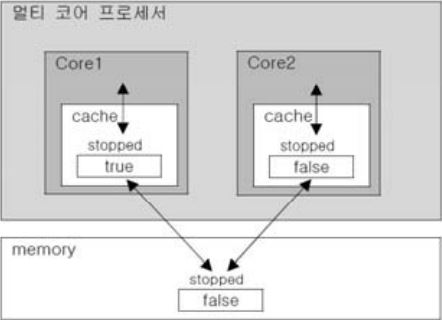 멀티 코어 프로세서
Core1
Core2
cache
cache
stopped
stopped
true
false
memory
stopped
false